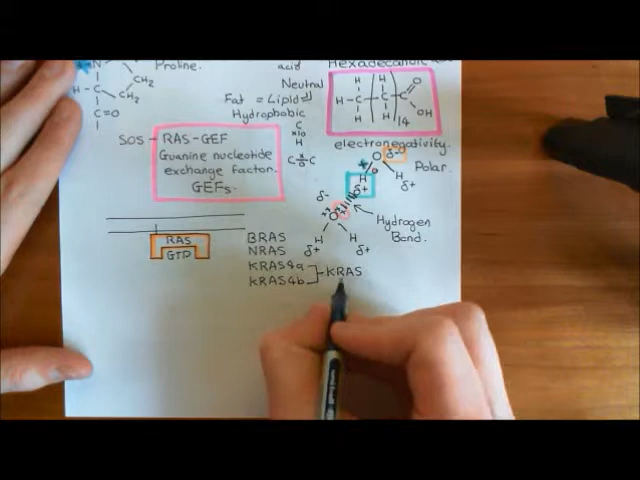 N
Proline.
CH2
H-C-
CH2
C=O
acid
Neutral
Fat = Lipid
Hydrophobic
Hexadecanoic
H
H
O
H-C
C
C
H
H
14
OH
SOS - RAS-GEF
Guanine nucleotide
exchange factor.
GEFs
C
C O C
electronegativity.
O δ-
Polar.
H
H
δ+
δ+
δ-
O
Hydrogen
Bond.
H
H
δ+
δ+
RAS
GTP
BRAS
NRAS
KRAS4a
KRAS4b
KRAS